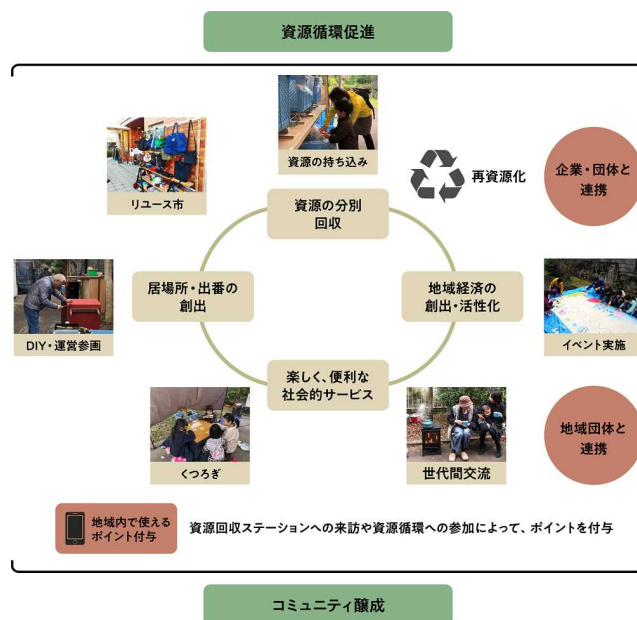 資源循環促進
資源の持ち込み
リユース市
再資源化
企業・団体と
連携
資源の分別
回収
居場所・出番の
創出
地域経済の
創出・活性化
DIY・運営参画
イベント実施
楽しく、便利な
社会的サービス
くつろぎ
世代間交流
地域団体と
連携
地域内で使える
ポイント付与
資源回収ステーションへの来訪や資源循環への参加によって、ポイントを付与
コミュニティ醸成